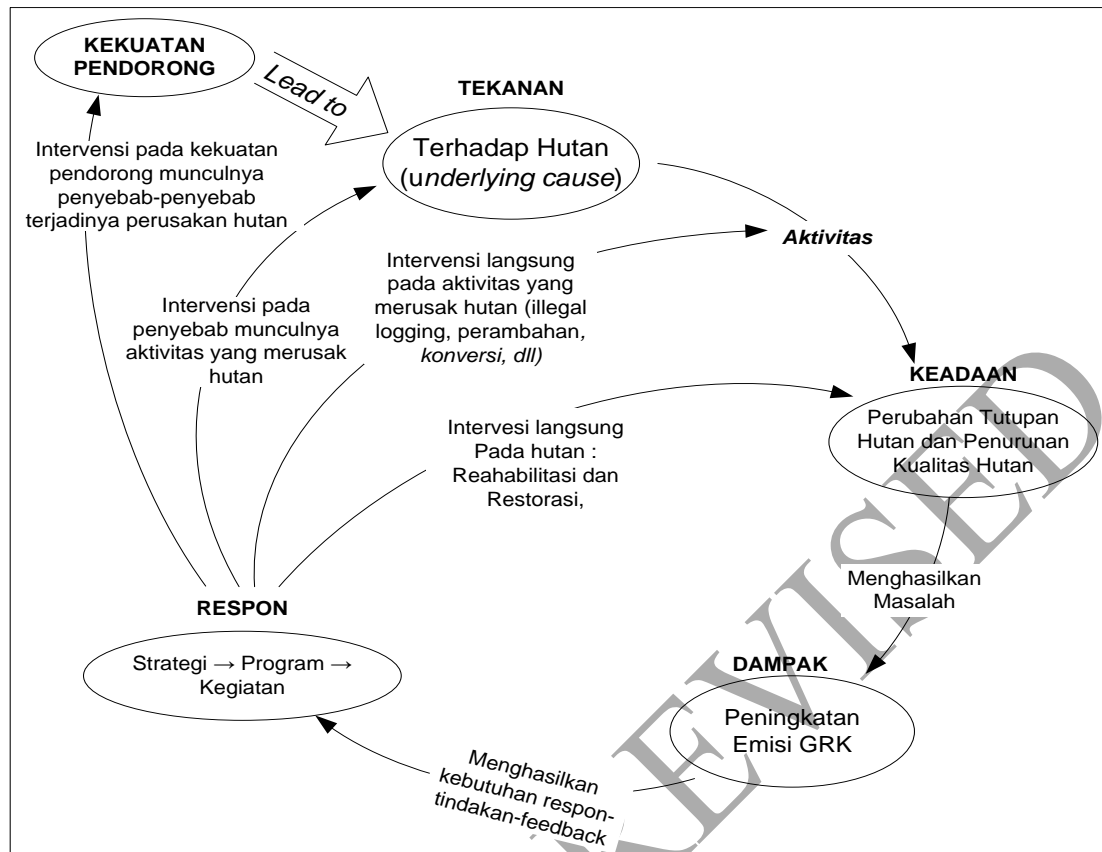 KEKUATAN
PENDORONG
Lead to
TEKANAN
Terhadap Hutan
(underlying cause)
Intervensi pada kekuatan
pendorong munculnya
penyebab-penyebab
terjadinya perusakan hutan
Aktivitas
Intervensi langsung
pada aktivitas yang
merusak hutan (illegal
logging, perambahan,
konversi, dll)
Intervensi pada
penyebab munculnya
aktivitas yang merusak
hutan
KEADAAN
Perubahan Tutupan
Hutan dan Penurunan
Kualitas Hutan
Intervesi langsung
Pada hutan :
Reahabilitasi dan
Restorasi,
Menghasilkan
Masalah
RESPON
Strategi → Program →
Kegiatan
DAMPAK
Peningkatan
Emisi GRK
Menghasilkan
kebutuhan respon-
tindakan-feedback
REVISED